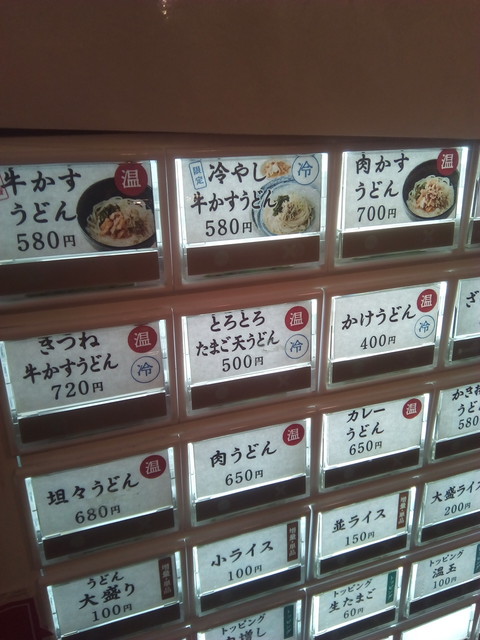 牛かす
うどん
580円
温
限定
冷やし
牛かすうどん
580円
冷
肉かす
うどん
700円
温
きつね
牛かすうどん
720円
温
冷
とろとろ
たまご天うどん
500円
温
冷
かけうどん
400円
温
冷
ざ
坦々うどん
680円
温
肉うどん
650円
温
カレー
うどん
650円
温
かき
うど
580
うどん
大盛り
100円
小ライス
100円
並ライス
150円
大盛ライス
200円
トッピング
増し
トッピング
生たまご
60円
トッピング
温玉
100円